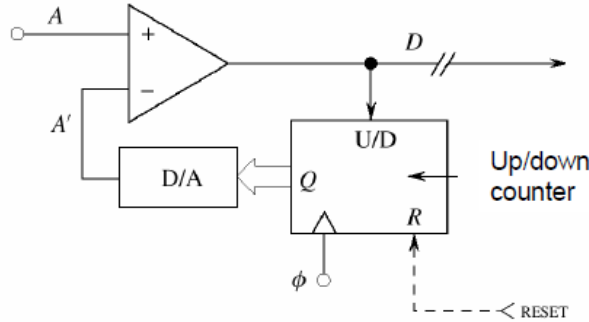 A
D
+
−
A'
U/D
D/A
Q
Up/down
counter
R
ϕ
RESET